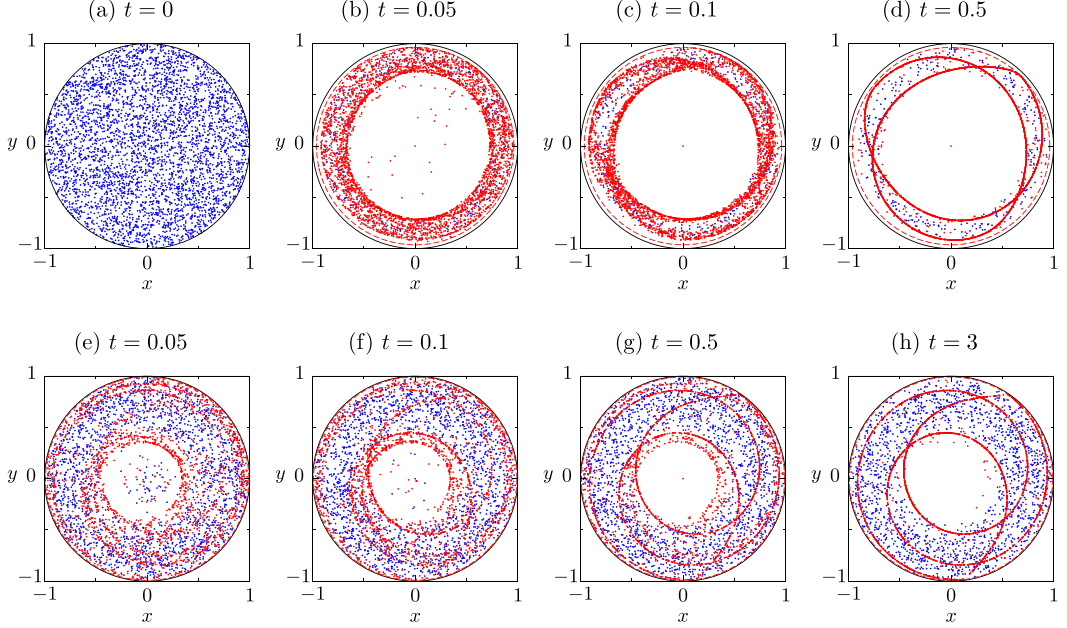 (a) t = 0 (b) t = 0.05 (c) t = 0.1 (d) t = 0.5
1 1 1 1
y 0 y 0 y 0 y 0
−1 −1 −1 −1
−1 0 1 −1 0 1 −1 0 1 −1 0 1
x x x x
(e) t = 0.05 (f) t = 0.1 (g) t = 0.5 (h) t = 3
1 1 1 1
y 0 y 0 y 0 y 0
−1 −1 −1 −1
−1 0 1 −1 0 1 −1 0 1 −1 0 1
x x x x